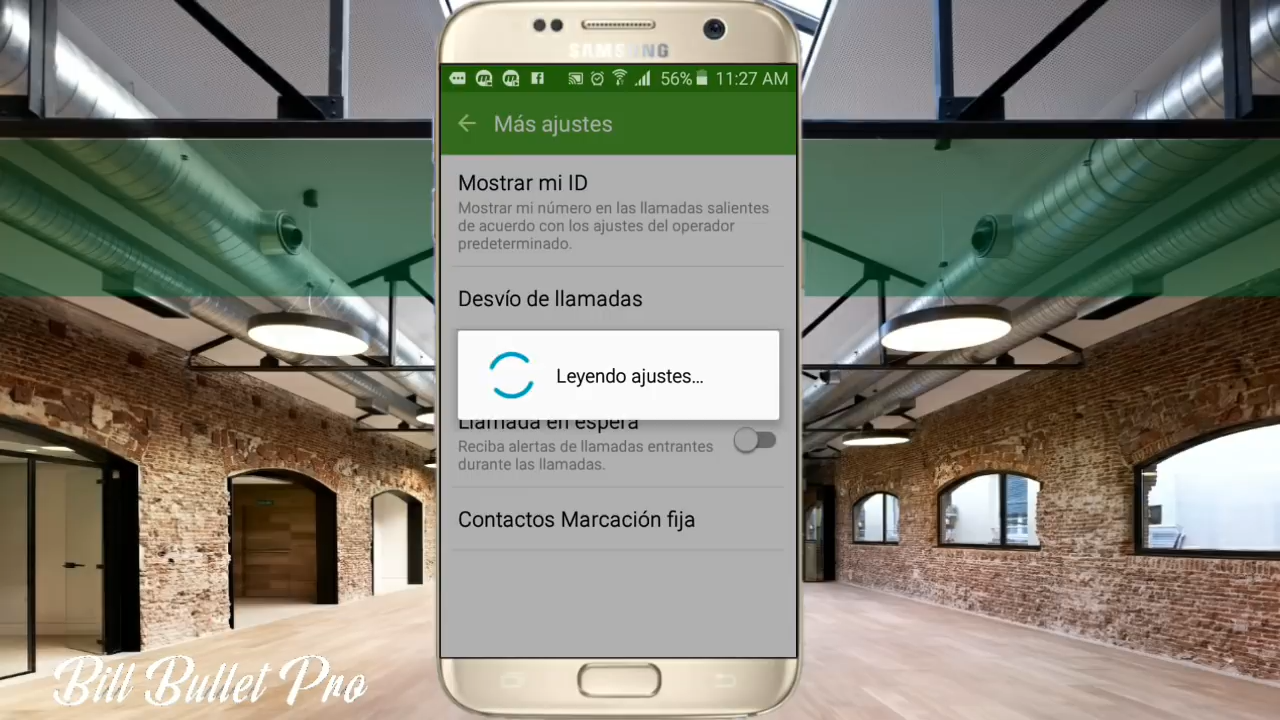 SAMSUNG
56% 11:27 AM
Más ajustes
Mostrar mi ID
Mostrar mi número en las llamadas salientes
de acuerdo con los ajustes del operador
predeterminado.
Desvío de llamadas
Leyendo ajustes...
Llamada en espera
Reciba alertas de llamadas entrantes
durante las llamadas.
Contactos Marcación fija
Bill Bullet Pro